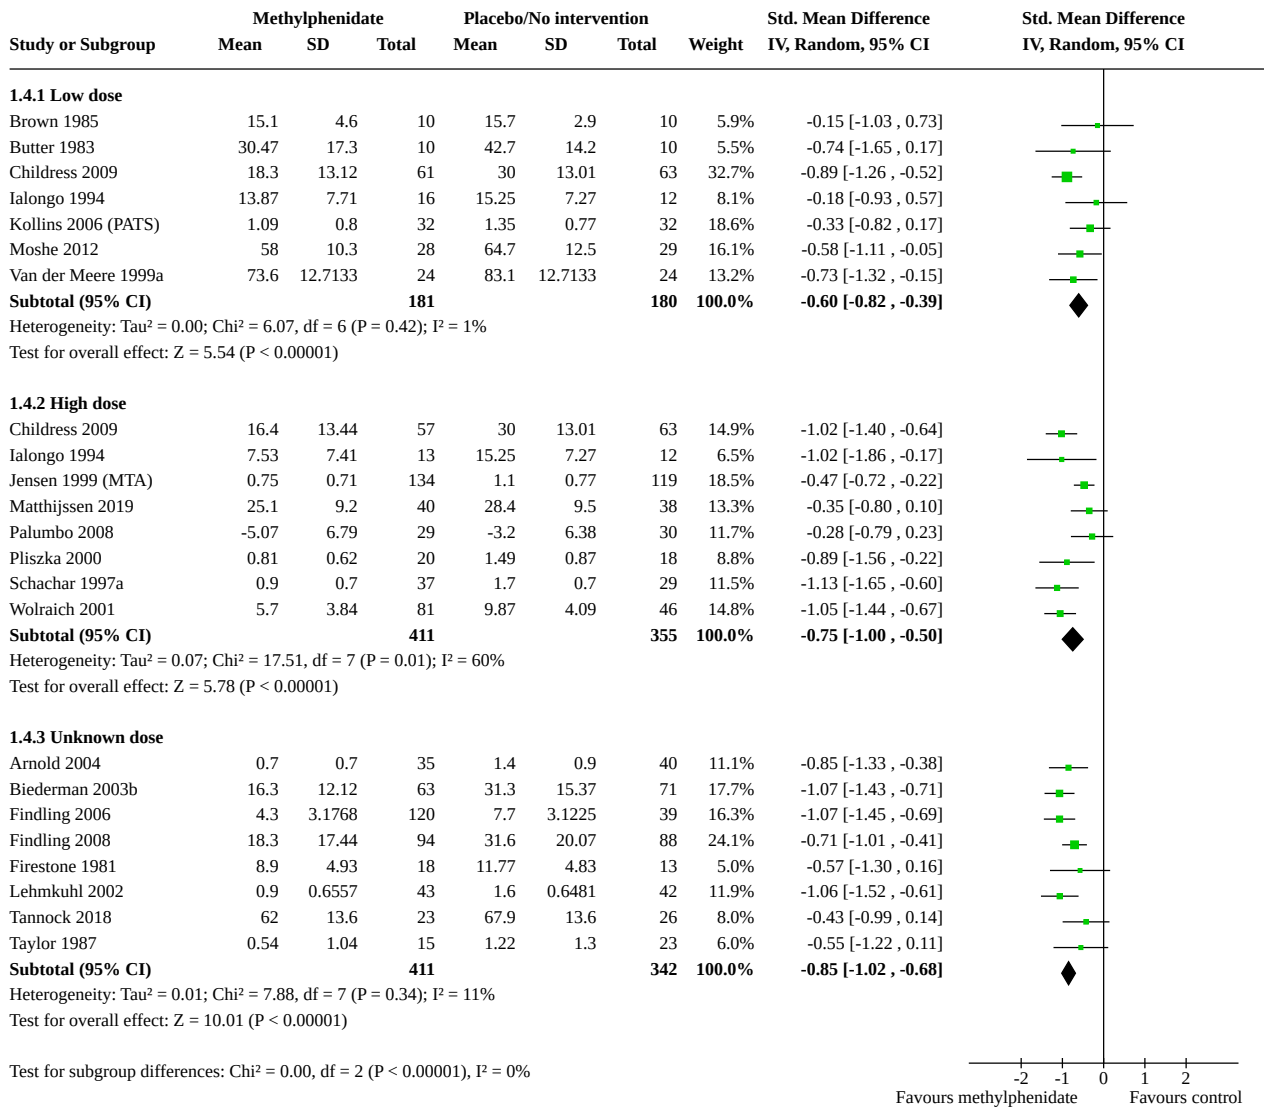 Methylphenidate Placebo/No intervention Std. Mean Difference Std. Mean Difference
Study or Subgroup Mean SD Total Mean SD Total Weight IV, Random, 95% CI IV, Random, 95% CI
1.4.1 Low dose
Brown 1985 15.1 4.6 10 15.7 2.9 10 5.9% -0.15 [-1.03 , 0.73]
Butter 1983 30.47 17.3 10 42.7 14.2 10 5.5% -0.74 [-1.65 , 0.17]
Childress 2009 18.3 13.12 61 30 13.01 63 32.7% -0.89 [-1.26 , -0.52]
Ialongo 1994 13.87 7.71 16 15.25 7.27 12 8.1% -0.18 [-0.93 , 0.57]
Kollins 2006 (PATS) 1.09 0.8 32 1.35 0.77 32 18.6% -0.33 [-0.82 , 0.17]
Moshe 2012 58 10.3 28 64.7 12.5 29 16.1% -0.58 [-1.11 , -0.05]
Van der Meere 1999a 73.6 12.7133 24 83.1 12.7133 24 13.2% -0.73 [-1.32 , -0.15]
Subtotal (95% CI) 181 180 100.0% -0.60 [-0.82 , -0.39]
Heterogeneity: Tau² = 0.00; Chi² = 6.07, df = 6 (P = 0.42); I² = 1%
Test for overall effect: Z = 5.54 (P < 0.00001)
1.4.2 High dose
Childress 2009 16.4 13.44 57 30 13.01 63 14.9% -1.02 [-1.40 , -0.64]
Ialongo 1994 7.53 7.41 13 15.25 7.27 12 6.5% -1.02 [-1.86 , -0.17]
Jensen 1999 (MTA) 0.75 0.71 134 1.1 0.77 119 18.5% -0.47 [-0.72 , -0.22]
Matthijssen 2019 25.1 9.2 40 28.4 9.5 38 13.3% -0.35 [-0.80 , 0.10]
Palumbo 2008 -5.07 6.79 29 -3.2 6.38 30 11.7% -0.28 [-0.79 , 0.23]
Pliszka 2000 0.81 0.62 20 1.49 0.87 18 8.8% -0.89 [-1.56 , -0.22]
Schachar 1997a 0.9 0.7 37 1.7 0.7 29 11.5% -1.13 [-1.65 , -0.60]
Wolraich 2001 5.7 3.84 81 9.87 4.09 46 14.8% -1.05 [-1.44 , -0.67]
Subtotal (95% CI) 411 355 100.0% -0.75 [-1.00 , -0.50]
Heterogeneity: Tau² = 0.07; Chi² = 17.51, df = 7 (P = 0.01); I² = 60%
Test for overall effect: Z = 5.78 (P < 0.00001)
1.4.3 Unknown dose
Arnold 2004 0.7 0.7 35 1.4 0.9 40 11.1% -0.85 [-1.33 , -0.38]
Biederman 2003b 16.3 12.12 63 31.3 15.37 71 17.7% -1.07 [-1.43 , -0.71]
Findling 2006 4.3 3.1768 120 7.7 3.1225 39 16.3% -1.07 [-1.45 , -0.69]
Findling 2008 18.3 17.44 94 31.6 20.07 88 24.1% -0.71 [-1.01 , -0.41]
Firestone 1981 8.9 4.93 18 11.77 4.83 13 5.0% -0.57 [-1.30 , 0.16]
Lehmkuhl 2002 0.9 0.6557 43 1.6 0.6481 42 11.9% -1.06 [-1.52 , -0.61]
Tannock 2018 62 13.6 23 67.9 13.6 26 8.0% -0.43 [-0.99 , 0.14]
Taylor 1987 0.54 1.04 15 1.22 1.3 23 6.0% -0.55 [-1.22 , 0.11]
Subtotal (95% CI) 411 342 100.0% -0.85 [-1.02 , -0.68]
Heterogeneity: Tau² = 0.01; Chi² = 7.88, df = 7 (P = 0.34); I² = 11%
Test for overall effect: Z = 10.01 (P < 0.00001)
Test for subgroup differences: Chi² = 0.00, df = 2 (P < 0.00001), I² = 0%
-2 -1 0 1 2
Favours methylphenidate Favours control